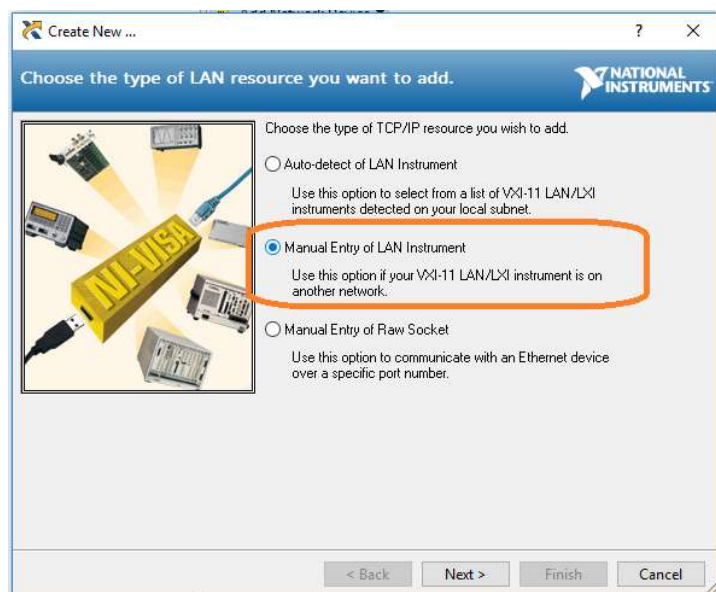 Create New ...
Choose the type of LAN resource you want to add.
NATIONAL
INSTRUMENTS
Choose the type of TCP/IP resource you wish to add.
Auto-detect of LAN Instrument
Use this option to select from a list of VXI-11 LAN/LXI
instruments detected on your local subnet.
Manual Entry of LAN Instrument
Use this option if your VXI-11 LAN/LXI instrument is on
another network.
Manual Entry of Raw Socket
Use this option to communicate with an Ethernet device
over a specific port number.
NI-VISA
< Back
Next >
Finish
Cancel